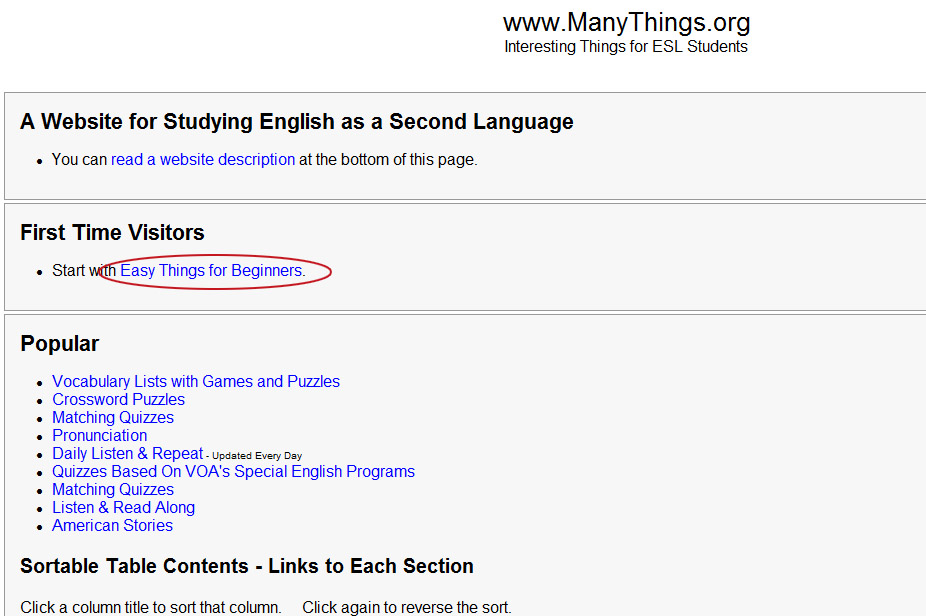 www.ManyThings.org
Interesting Things for ESL Students
A Website for Studying English as a Second Language
You can read a website description at the bottom of this page.
First Time Visitors
Start with Easy Things for Beginners.
Popular
Vocabulary Lists with Games and Puzzles
Crossword Puzzles
Matching Quizzes
Pronunciation
Daily Listen & Repeat - Updated Every Day
Quizzes Based On VOA's Special English Programs
Matching Quizzes
Listen & Read Along
American Stories
Sortable Table Contents - Links to Each Section
Click a column title to sort that column. Click again to reverse the sort.